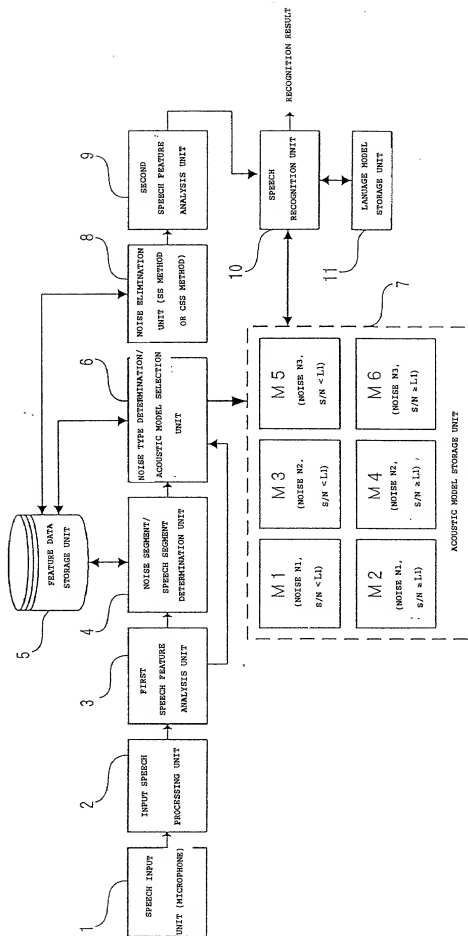 1
SPEECH INPUT
UNIT (MICROPHONE)
2
INPUT SPEECH
PROCESSING UNIT
3
FIRST
SPEECH FEATURE
ANALYSIS UNIT
4
NOISE SEGMENT/
SPEECH SEGMENT
DETERMINATION UNIT
5
FEATURE DATA
STORAGE UNIT
6
NOISE TYPE DETERMINATION/
ACOUSTIC MODEL SELECTION
UNIT
8
NOISE ELIMINATION
UNIT (SS METHOD
OR CSS METHOD)
9
SECOND
SPEECH FEATURE
ANALYSIS UNIT
10
SPEECH
RECOGNITION UNIT
RECOGNITION RESULT
11
LANUAGE MODEL
STORAGE UNIT
7
M1
(NOISE N1,
S/N < L1)
M3
(NOISE N2,
S/N < L1)
M5
(NOISE N3,
S/N < L1)
M2
(NOISE N1,
S/N ≥ L1)
M4
(NOISE N2,
S/N ≥ L1)
M6
(NOISE N3,
S/N ≥ L1)
ACOUSTIC MODEL STORAGE UNIT